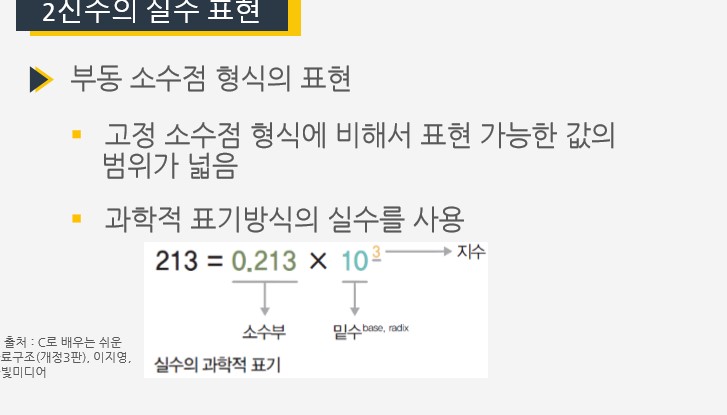 2진수의 실수 표현
부동 소수점 형식의 표현
고정 소수점 형식에 비해서 표현 가능한 값의
범위가 넓음
과학적 표기방식의 실수를 사용
213 = 0.213 × 10³ 지수
소수부 밑수 base, radix
실수의 과학적 표기
출처 : C로 배우는 쉬운
료구조(개정3판), 이지영,
빛미디어